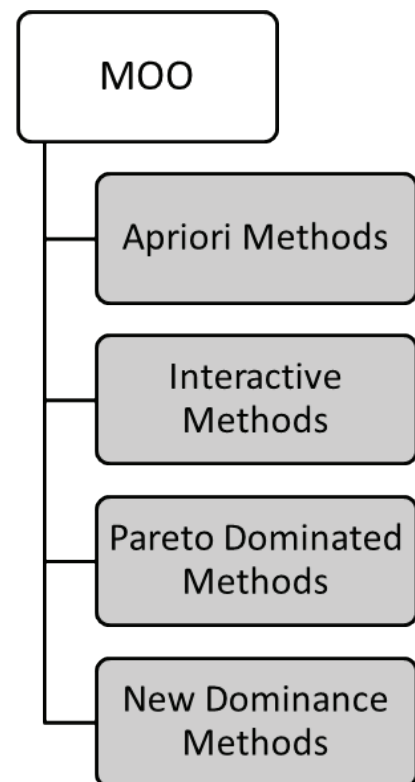 MOO
Apriori Methods
Interactive
Methods
Pareto Dominated
Methods
New Dominance
Methods